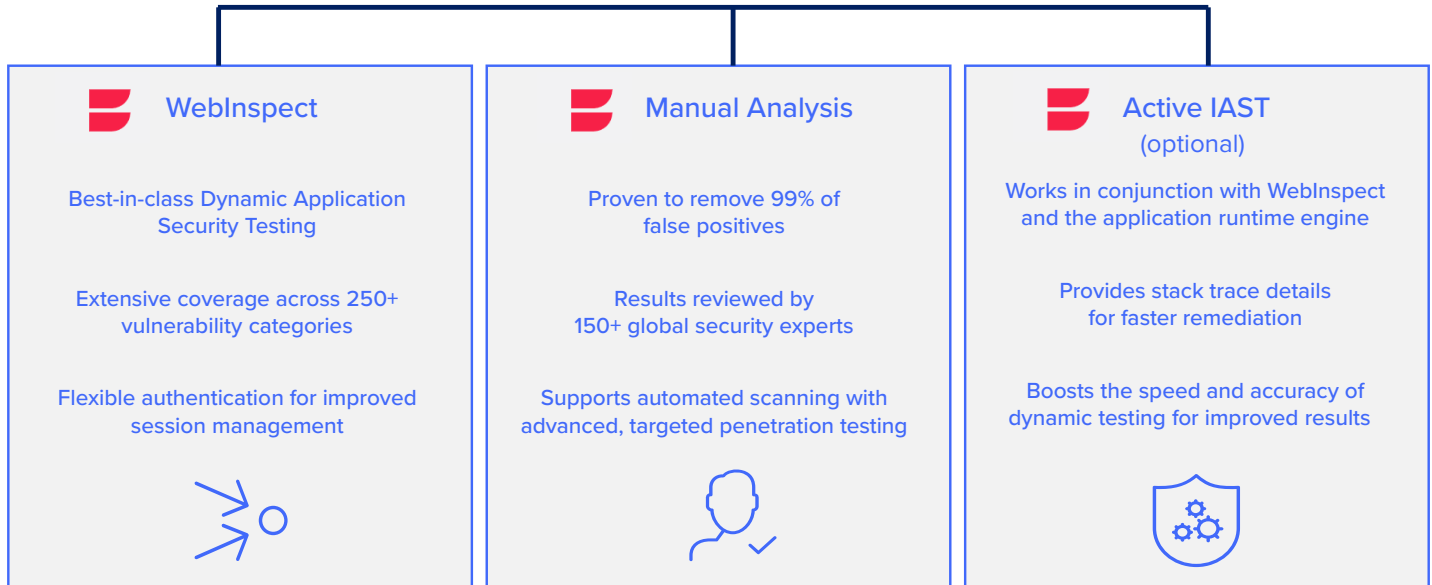 WebInspect
Best-in-class Dynamic Application
Security Testing
Extensive coverage across 250+
vulnerability categories
Flexible authentication for improved
session management
Manual Analysis
Proven to remove 99% of
false positives
Results reviewed by
150+ global security experts
Supports automated scanning with
advanced, targeted penetration testing
Active IAST
(optional)
Works in conjunction with WebInspect
and the application runtime engine
Provides stack trace details
for faster remediation
Boosts the speed and accuracy of
dynamic testing for improved results